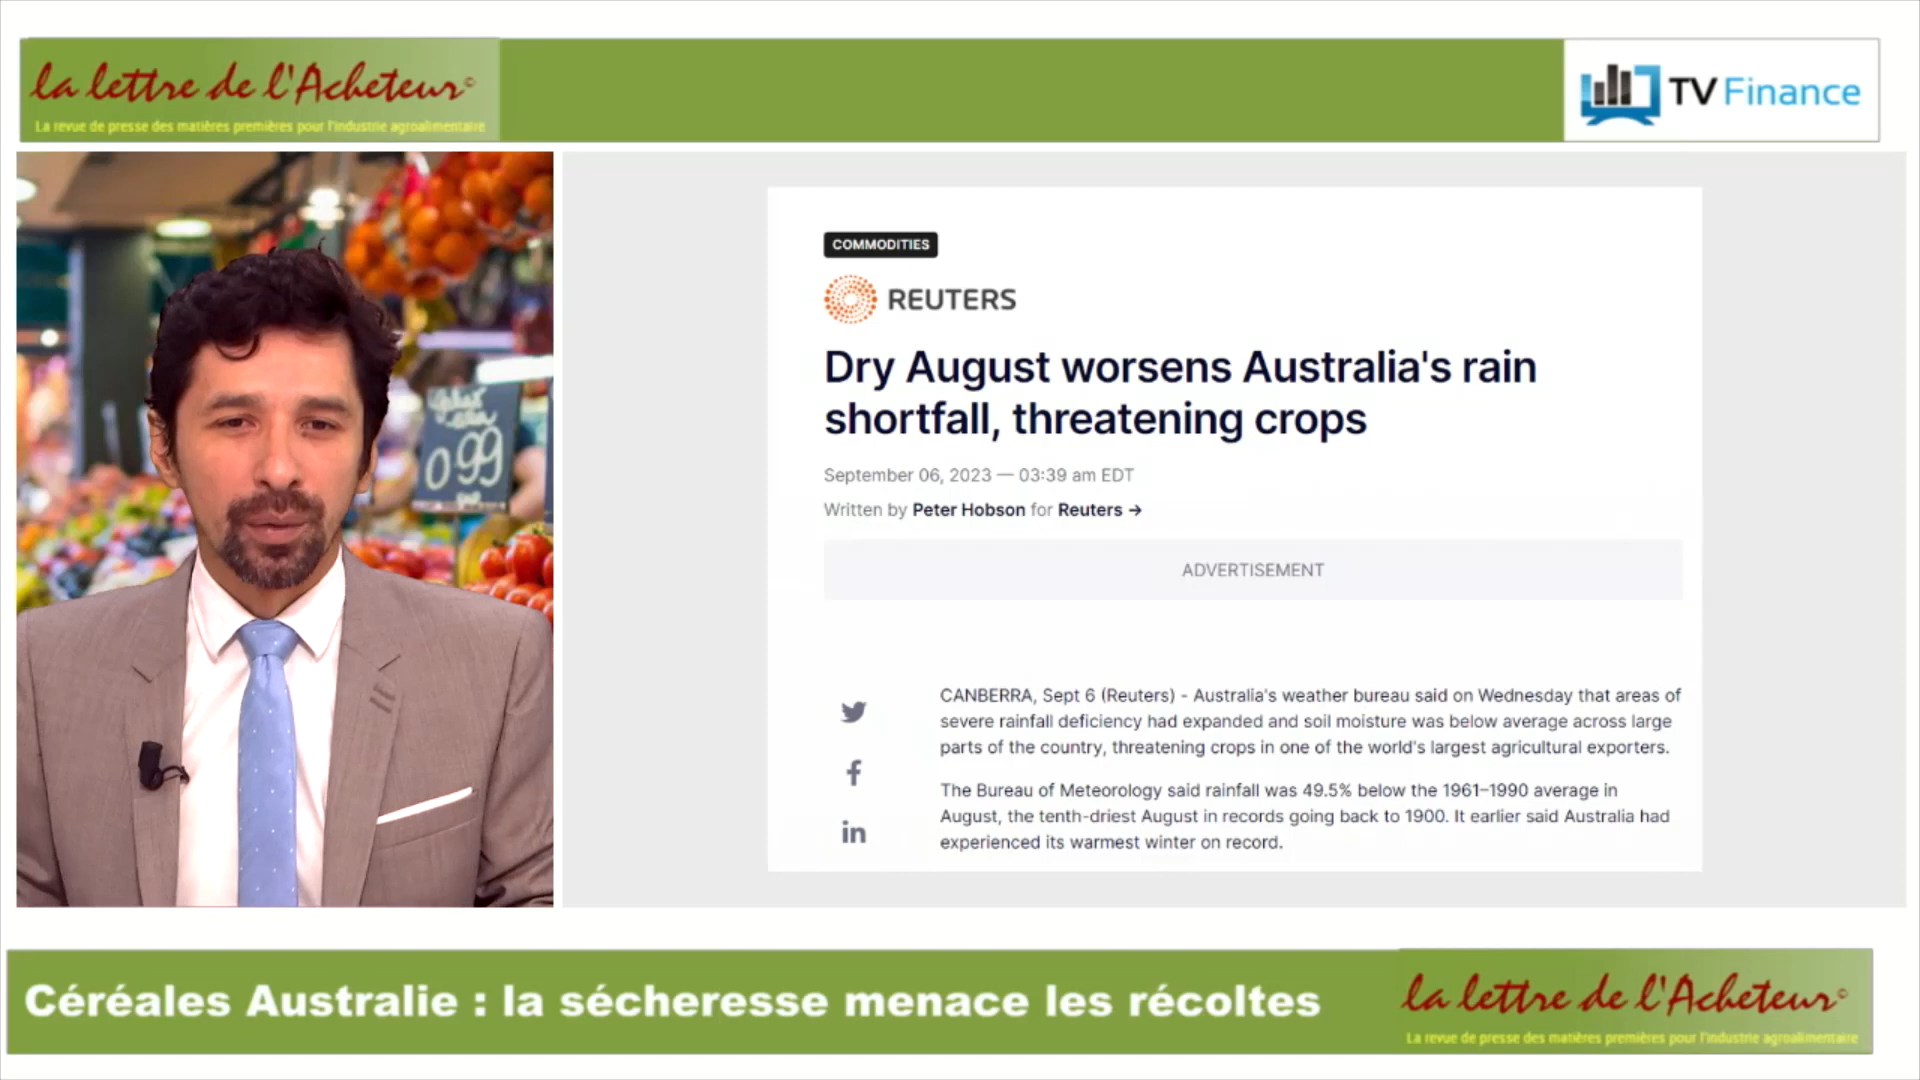 la lettre de l'Acheteur©
La revue de presse des matières premières pour l'industrie agroalimentaire
TV Finance
0 99
COMMODITIES
REUTERS
Dry August worsens Australia's rain
shortfall, threatening crops
September 06, 2023 — 03:39 am EDT
Written by Peter Hobson for Reuters →
ADVERTISEMENT
CANBERRA, Sept 6 (Reuters) - Australia's weather bureau said on Wednesday that areas of
severe rainfall deficiency had expanded and soil moisture was below average across large
parts of the country, threatening crops in one of the world's largest agricultural exporters.
The Bureau of Meteorology said rainfall was 49.5% below the 1961–1990 average in
August, the tenth-driest August in records going back to 1900. It earlier said Australia had
experienced its warmest winter on record.
Céréales Australie : la sécheresse menace les récoltes
la lettre de l'Acheteur©
La revue de presse des matières premières pour l'industrie agroalimentaire